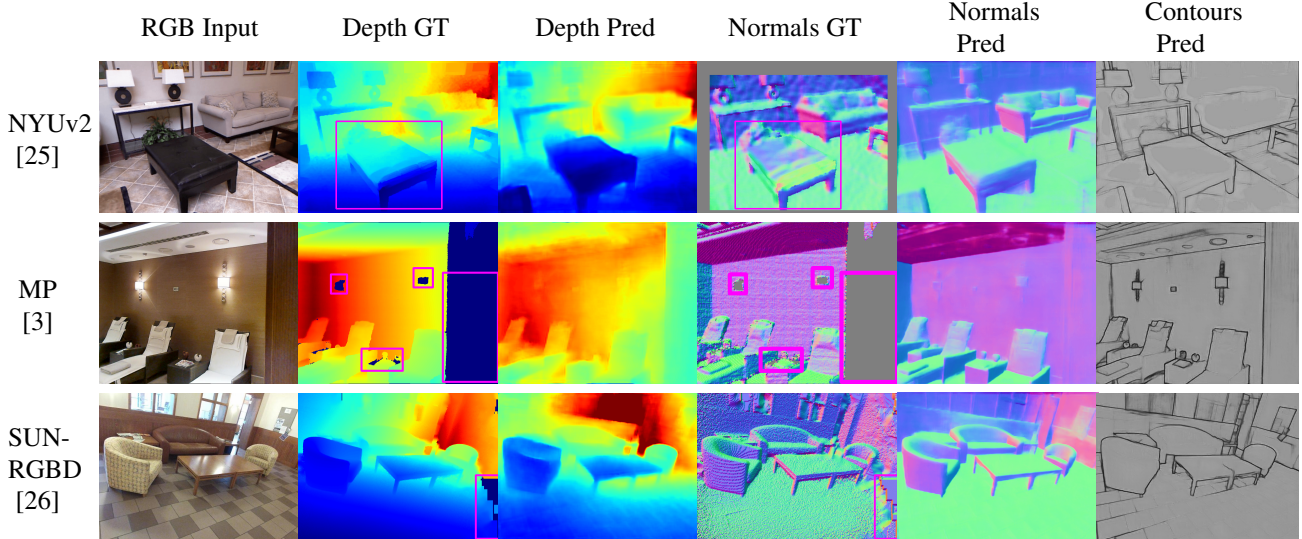 RGB Input
Depth GT
Depth Pred
Normals GT
Normals
Pred
Contours
Pred
NYUv2
[25]
MP
[3]
SUN-
RGBD
[26]